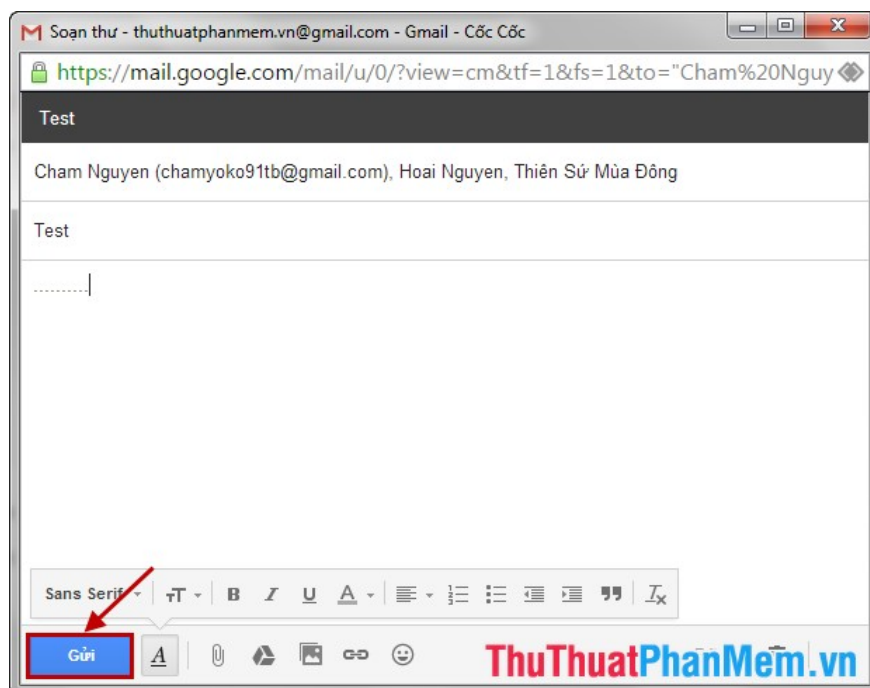 Soạn thư - thuthuatphanmem.vn@gmail.com - Gmail - Cốc Cốc
https://mail.google.com/mail/u/0/?view=cm&tf=1&fs=1&to="Cham%20Nguy
Test
Cham Nguyen (chamyoko91tb@gmail.com), Hoai Nguyen, Thiên Sứ Mùa Đông
Test
..........
Sans Serif
Gửi
ThuThuatPhanMem.vn